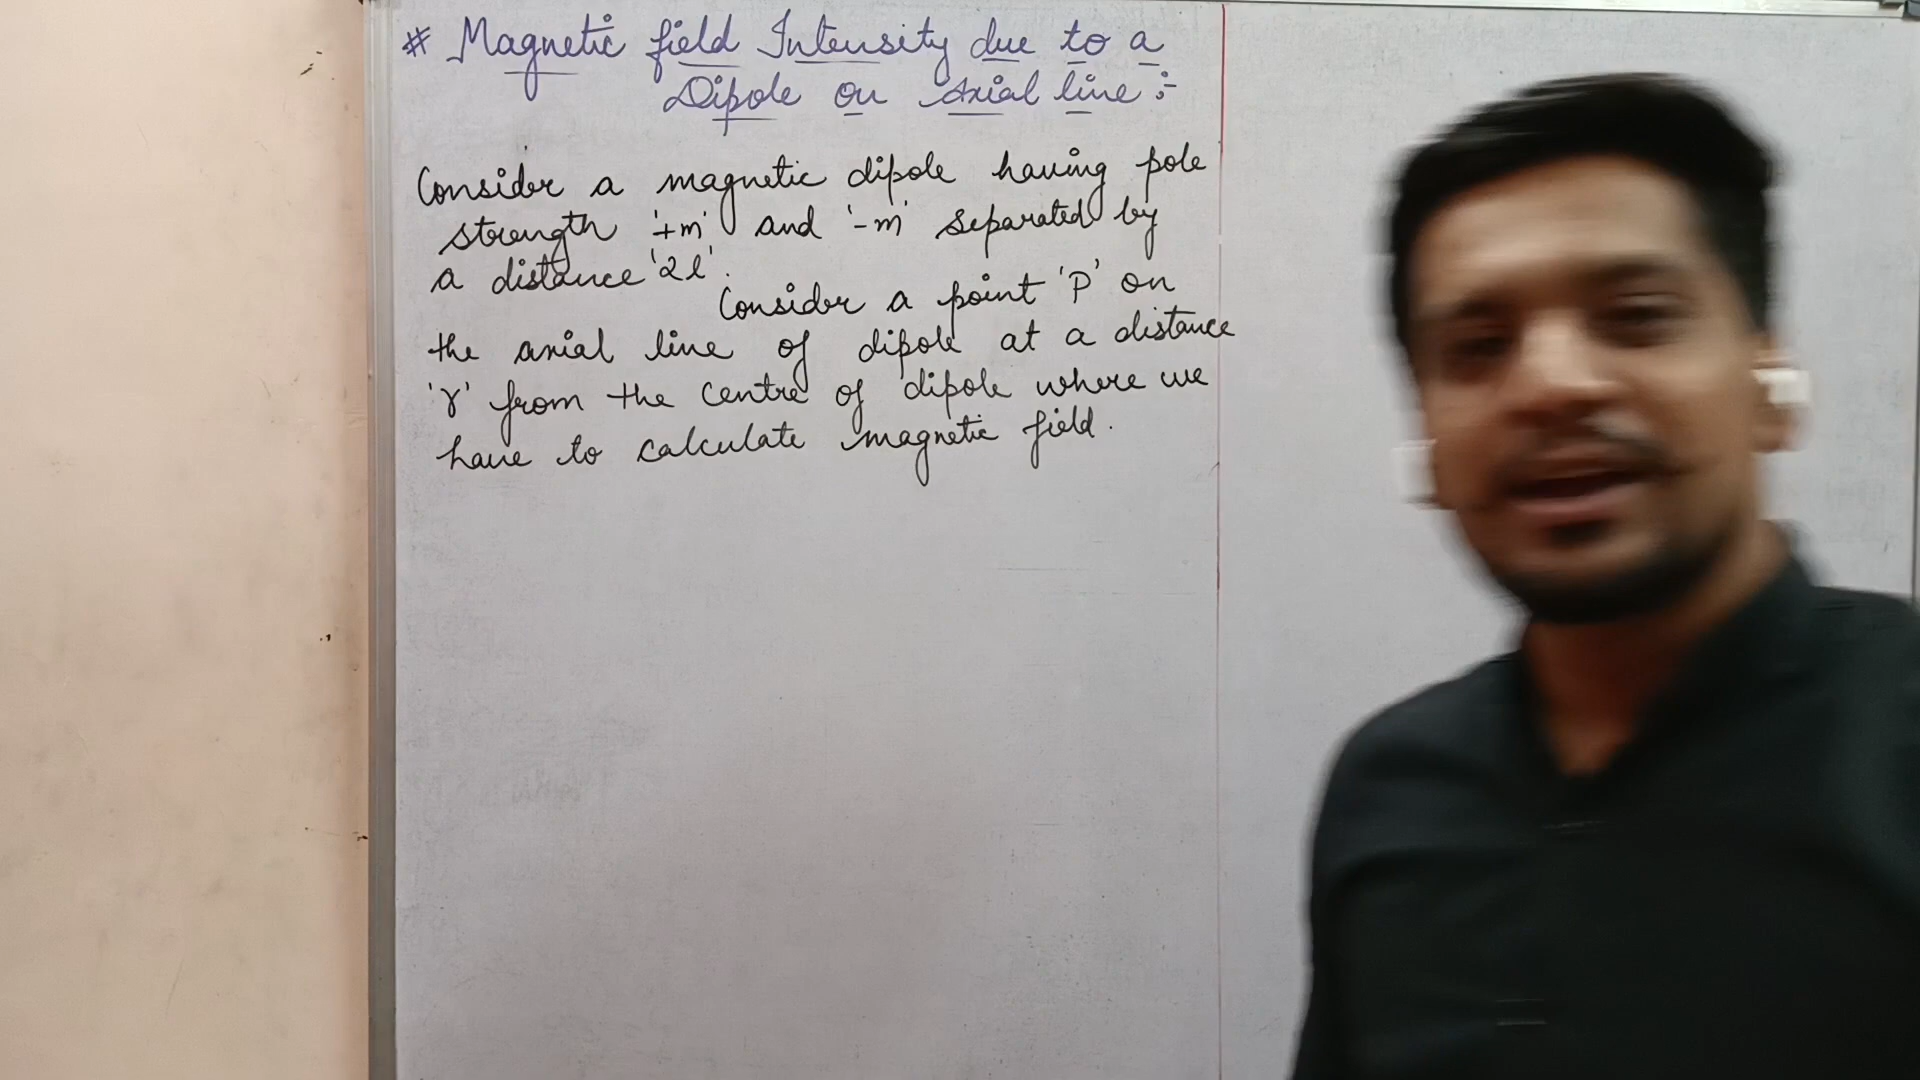 # Magnetic field Intensity due to a
Dipole on Axial line :-
Consider a magnetic dipole having pole
strength '+m' and '-m' separated by
a distance '2l'.
Consider a point 'P' on
the axial line of dipole at a distance
'r' from the centre of dipole where we
have to calculate magnetic field.